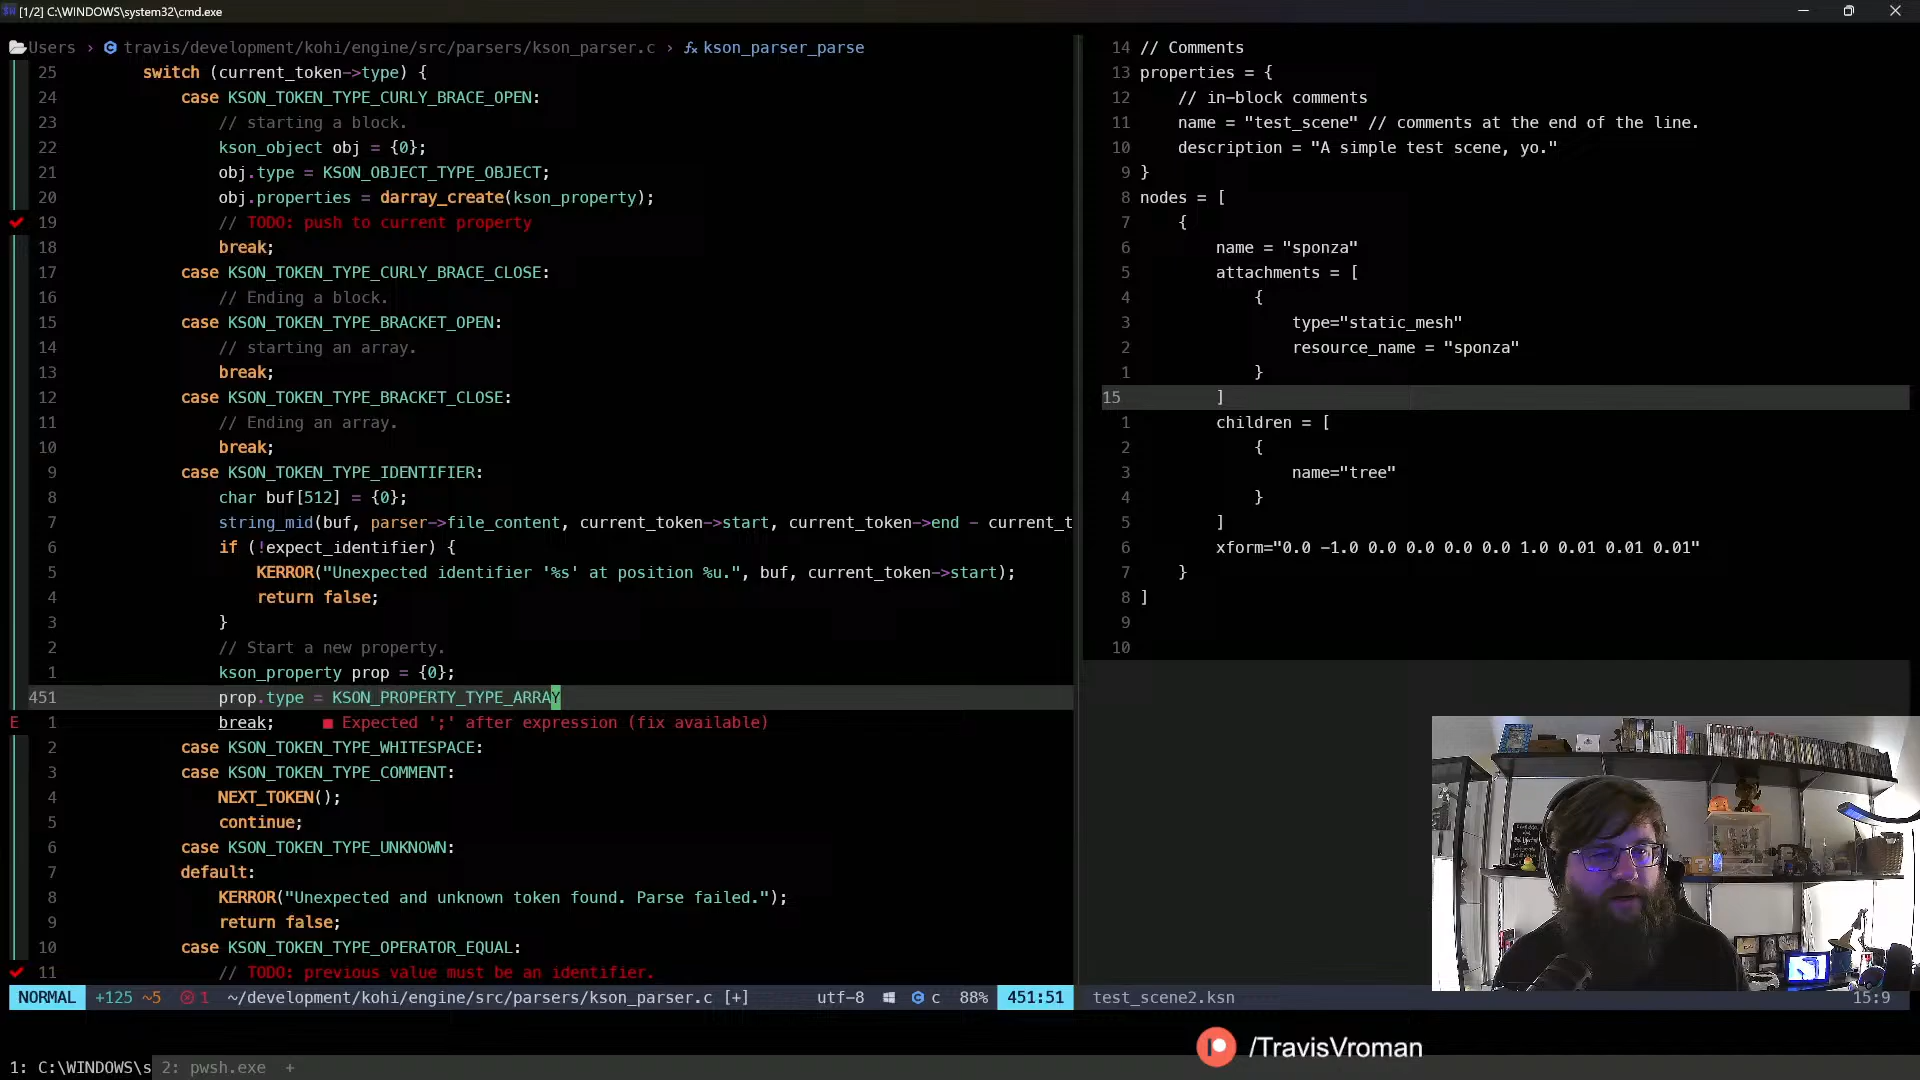 [1/2] C:\WINDOWS\system32\cmd.exe
Users › travis/development/kohi/engine/src/parsers/kson_parser.c › kson_parser_parse
25 switch (current_token->type) {
24 case KSON_TOKEN_TYPE_CURLY_BRACE_OPEN:
23 // starting a block.
22 kson_object obj = {0};
21 obj.type = KSON_OBJECT_TYPE_OBJECT;
20 obj.properties = darray_create(kson_property);
19 // TODO: push to current property
18 break;
17 case KSON_TOKEN_TYPE_CURLY_BRACE_CLOSE:
16 // Ending a block.
15 case KSON_TOKEN_TYPE_BRACKET_OPEN:
14 // starting an array.
13 break;
12 case KSON_TOKEN_TYPE_BRACKET_CLOSE:
11 // Ending an array.
10 break;
9 case KSON_TOKEN_TYPE_IDENTIFIER:
8 char buf[512] = {0};
7 string_mid(buf, parser->file_content, current_token->start, current_token->end - current_t
6 if (!expect_identifier) {
5 KERROR("Unexpected identifier '%s' at position %u.", buf, current_token->start);
4 return false;
3 }
2 // Start a new property.
1 kson_property prop = {0};
451 prop.type = KSON_PROPERTY_TYPE_ARRAY
E 1 break; ■ Expected ';' after expression (fix available)
2 case KSON_TOKEN_TYPE_WHITESPACE:
3 case KSON_TOKEN_TYPE_COMMENT:
4 NEXT_TOKEN();
5 continue;
6 case KSON_TOKEN_TYPE_UNKNOWN:
7 default:
8 KERROR("Unexpected and unknown token found. Parse failed.");
9 return false;
10 case KSON_TOKEN_TYPE_OPERATOR_EQUAL:
11 // TODO: previous value must be an identifier.
NORMAL +125 ~5 1 ~/development/kohi/engine/src/parsers/kson_parser.c [+] utf-8 c 88% 451:51
14 // Comments
13 properties = {
12 // in-block comments
11 name = "test_scene" // comments at the end of the line.
10 description = "A simple test scene, yo."
9 }
8 nodes = [
7 {
6 name = "sponza"
5 attachments = [
4 {
3 type="static_mesh"
2 resource_name = "sponza"
1 }
15 ]
1 children = [
2 {
3 name="tree"
4 }
5 ]
6 xform="0.0 -1.0 0.0 0.0 0.0 0.0 1.0 0.01 0.01 0.01"
7 }
8 ]
9
10
test_scene2.ksn 15:9
/TravisVroman
1: C:\WINDOWS\s 2: pwsh.exe +